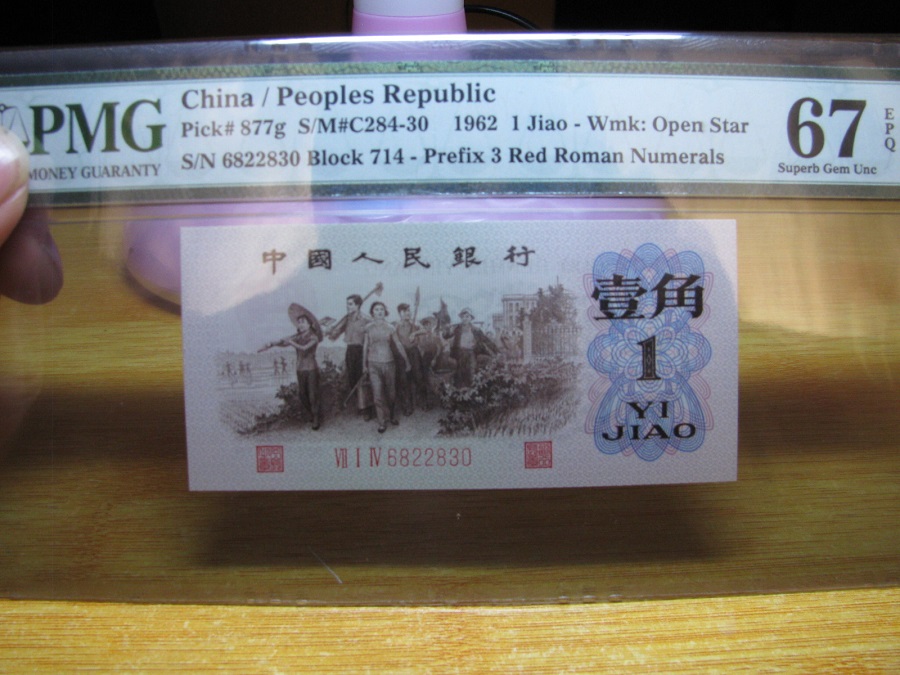 PMG
MONEY GUARANTY
China / Peoples Republic
Pick# 877g S/M#C284-30 1962 1 Jiao - Wmk: Open Star
S/N 6822830 Block 714 - Prefix 3 Red Roman Numerals
67
EPQ
Superb Gem Unc
中國人民銀行
壹角
1
YI
JIAO
Ⅶ Ⅰ Ⅳ 6822830